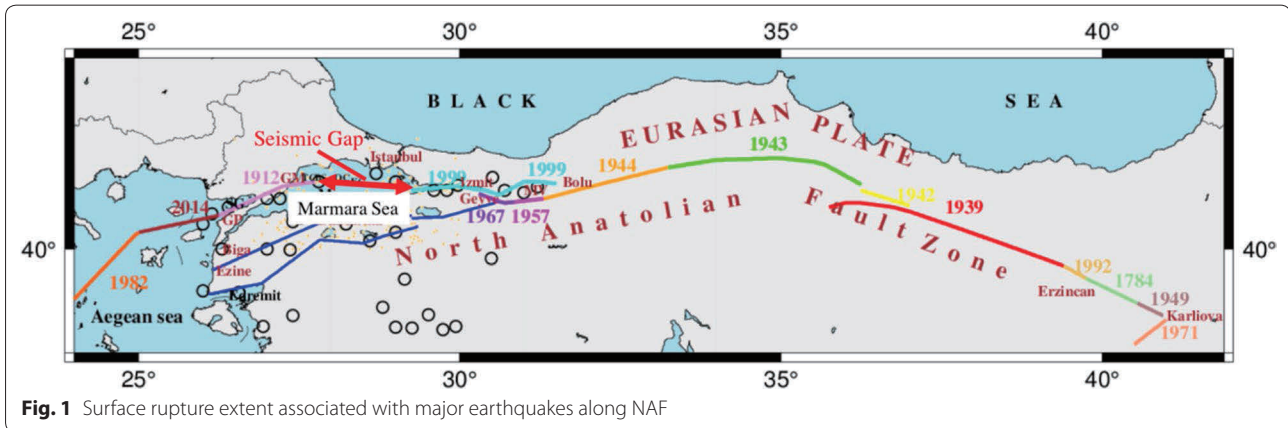 25° 30° 35° 40°
BLACK SEA
EURASIAN PLATE
Seismic Gap
Istanbul
1943
1944
1999
1999
Izmit
Bolu
1912
1942
Marmara Sea
1967
1957
1939
2014
North Anatolian Fault Zone
40°
40°
Biga
Ezine
1982
1992
1784
Erzincan
1949
Edremit
Karliova
Aegean sea
1971
25° 30° 35° 40°
Fig. 1 Surface rupture extent associated with major earthquakes along NAF